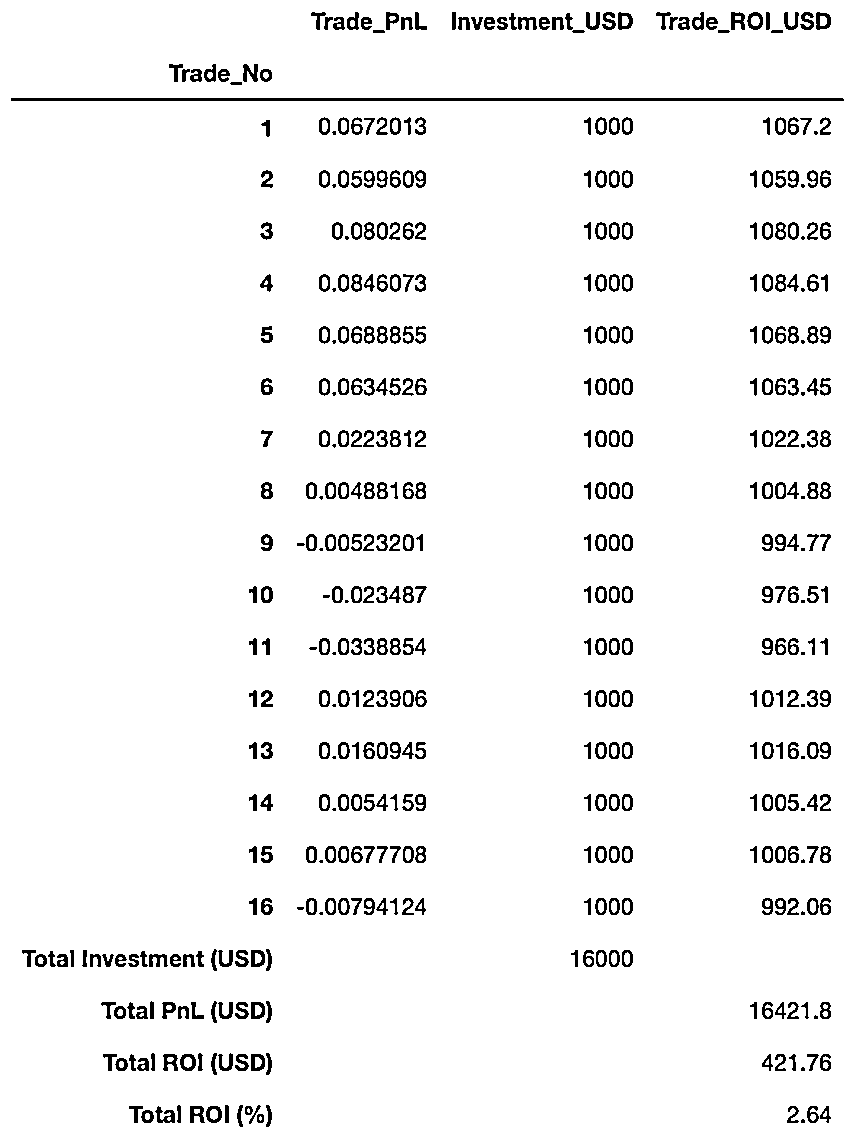 Trade_PnL Investment_USD Trade_ROI_USD
Trade_No
1 0.0672013 1000 1067.2
2 0.0599609 1000 1059.96
3 0.080262 1000 1080.26
4 0.0846073 1000 1084.61
5 0.0688855 1000 1068.89
6 0.0634526 1000 1063.45
7 0.0223812 1000 1022.38
8 0.00488168 1000 1004.88
9 -0.00523201 1000 994.77
10 -0.023487 1000 976.51
11 -0.0338854 1000 966.11
12 0.0123906 1000 1012.39
13 0.0160945 1000 1016.09
14 0.0054159 1000 1005.42
15 0.00677708 1000 1006.78
16 -0.00794124 1000 992.06
Total Investment (USD) 16000
Total PnL (USD) 16421.8
Total ROI (USD) 421.76
Total ROI (%) 2.64